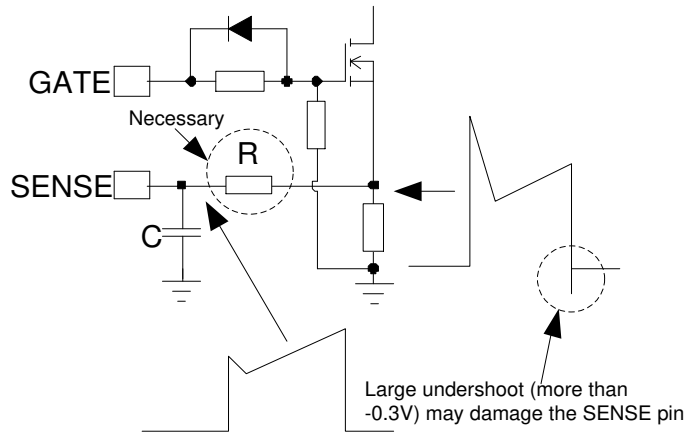 GATE
Necessary
R
SENSE
C
Large undershoot (more than
-0.3V) may damage the SENSE pin